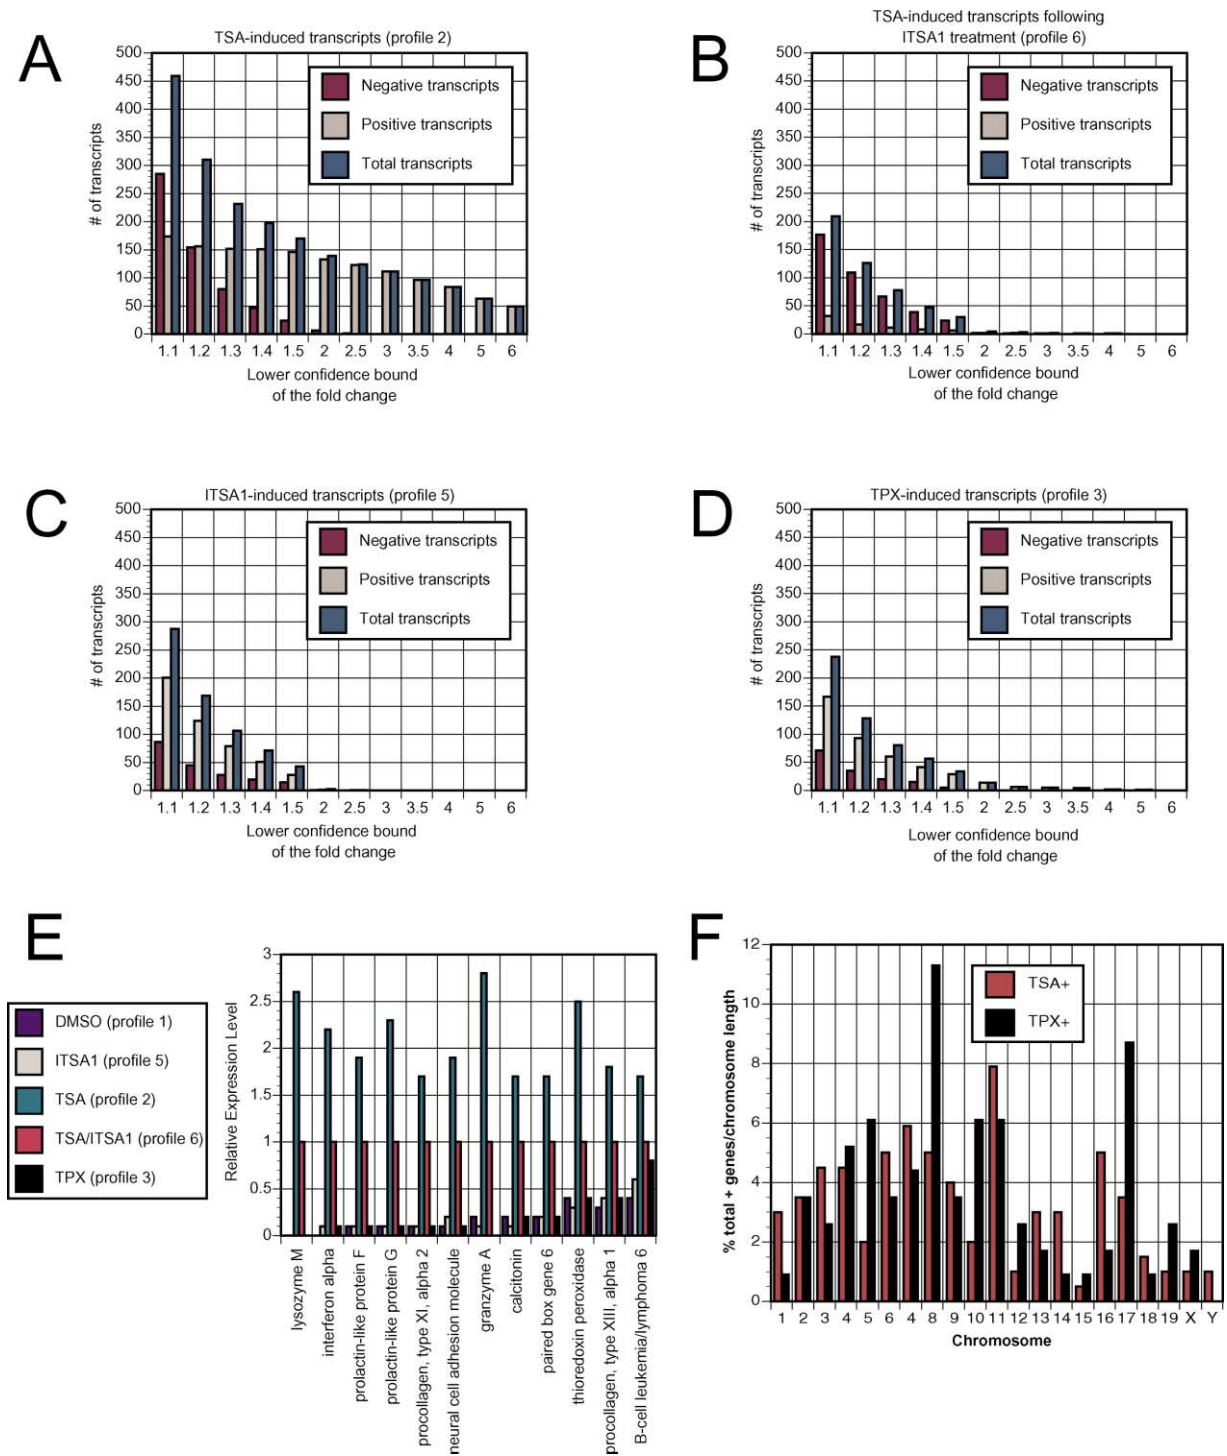 A
TSA-induced transcripts (profile 2)
500
450
400
350
300
250
200
150
100
50
0
# of transcripts
Negative transcripts
Positive transcripts
Total transcripts
1.1 1.2 1.3 1.4 1.5 2 2.5 3 3.5 4 5 6
Lower confidence bound
of the fold change
B
TSA-induced transcripts following
ITSA1 treatment (profile 6)
500
450
400
350
300
250
200
150
100
50
0
# of transcripts
Negative transcripts
Positive transcripts
Total transcripts
1.1 1.2 1.3 1.4 1.5 2 2.5 3 3.5 4 5 6
Lower confidence bound
of the fold change
C
ITSA1-induced transcripts (profile 5)
500
450
400
350
300
250
200
150
100
50
0
# of transcripts
Negative transcripts
Positive transcripts
Total transcripts
1.1 1.2 1.3 1.4 1.5 2 2.5 3 3.5 4 5 6
Lower confidence bound
of the fold change
D
TPX-induced transcripts (profile 3)
500
450
400
350
300
250
200
150
100
50
0
# of transcripts
Negative transcripts
Positive transcripts
Total transcripts
1.1 1.2 1.3 1.4 1.5 2 2.5 3 3.5 4 5 6
Lower confidence bound
of the fold change
E
DMSO (profile 1)
ITSA1 (profile 5)
TSA (profile 2)
TSA/ITSA1 (profile 6)
TPX (profile 3)
Relative Expression Level
3
2.5
2
1.5
1
0.5
0
lysozyme M
interferon alpha
prolactin-like protein F
prolactin-like protein G
procollagen, type XI, alpha 2
neural cell adhesion molecule
granzyme A
calcitonin
paired box gene 6
thioredoxin peroxidase
procollagen, type XIII, alpha 1
B-cell leukemia/lymphoma 6
F
% total + genes/chromosome length
12
10
8
6
4
2
0
TSA+
TPX+
1 2 3 4 5 6 4 8 9 10 11 12 13 14 15 16 17 18 19 X Y
Chromosome